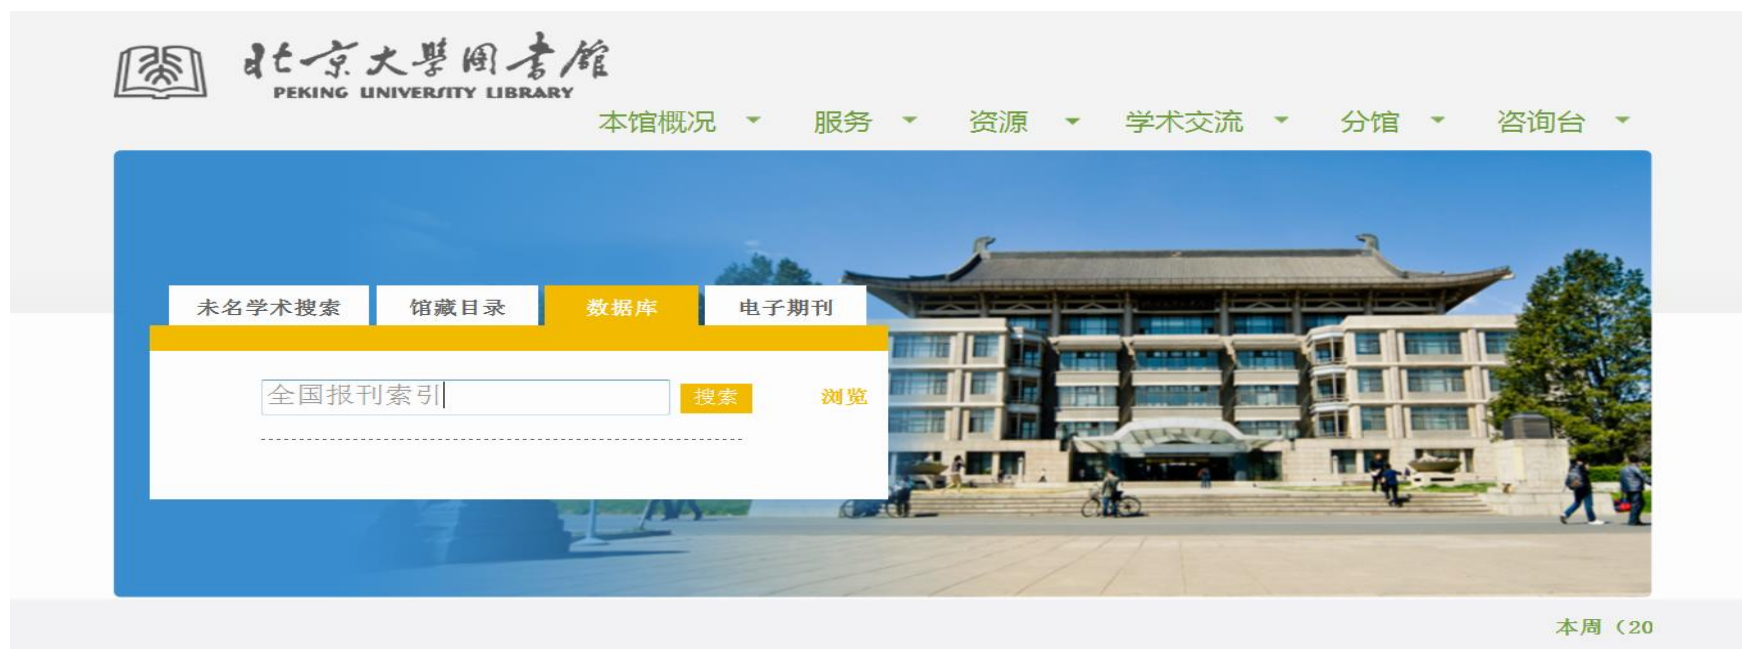 北京大學圖書館
PEKING UNIVERSITY LIBRARY
本馆概况 服务 资源 学术交流 分馆 咨询台
未名学术搜索 馆藏目录 数据库 电子期刊
全国报刊索引 搜索 浏览
本周（20